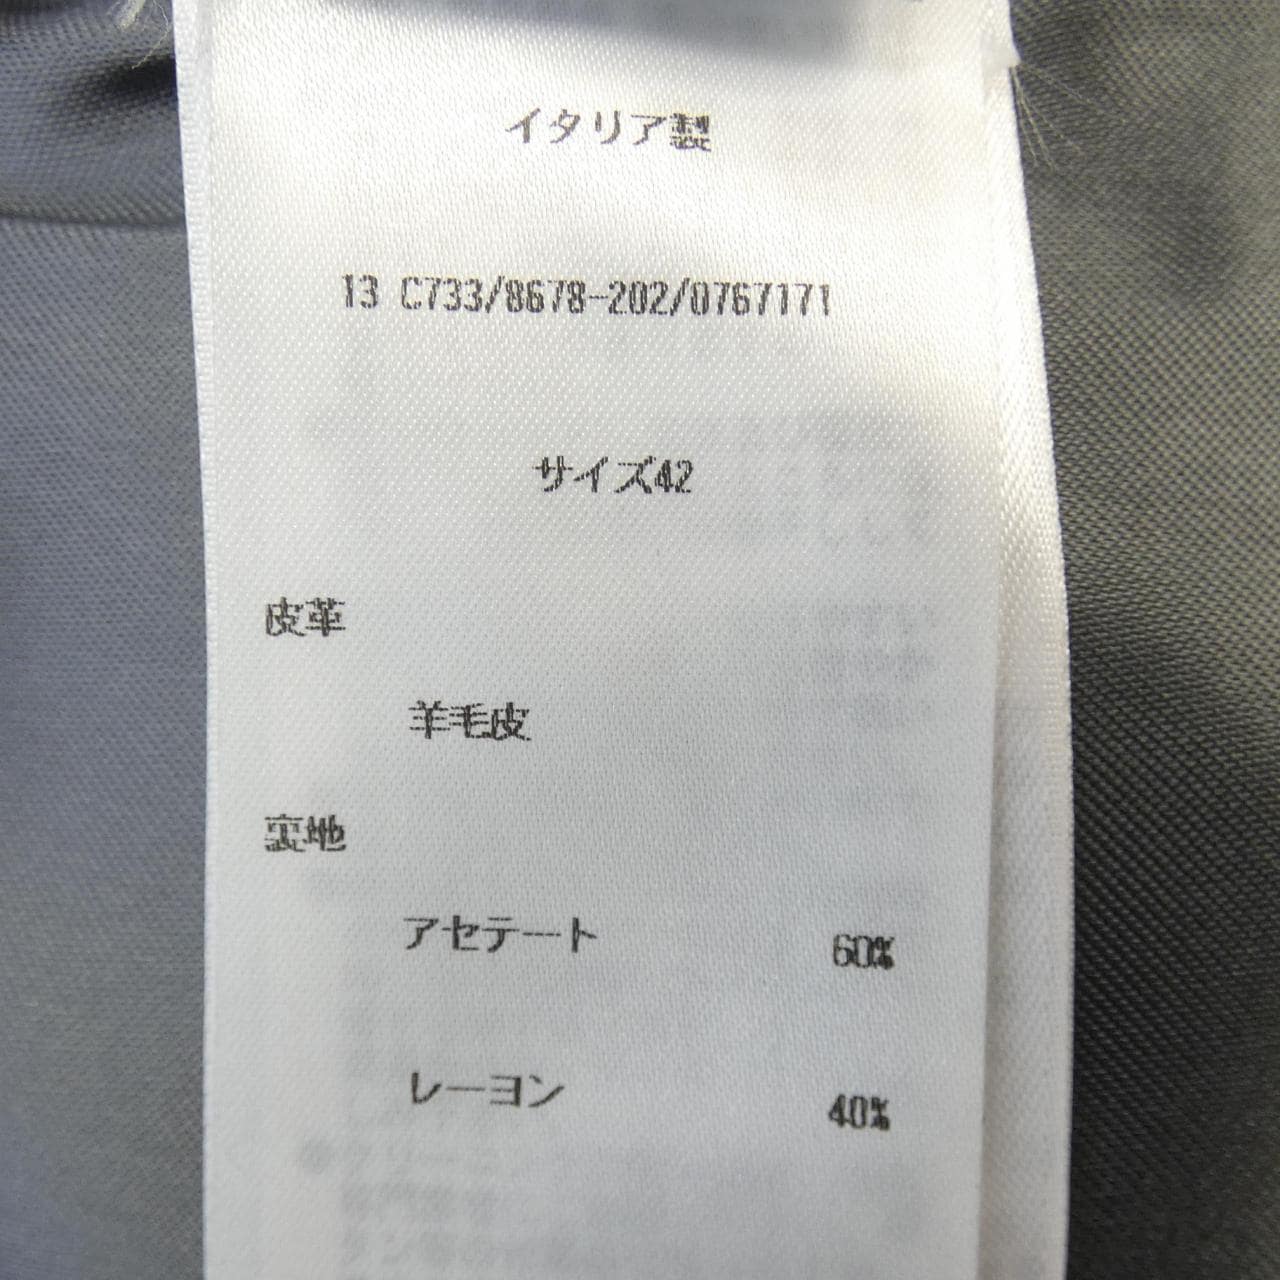 イタリア製
13 C733/8678-202/0767171
サイズ42
皮革
羊毛皮
裏地
アセテート 60%
レーヨン 40%